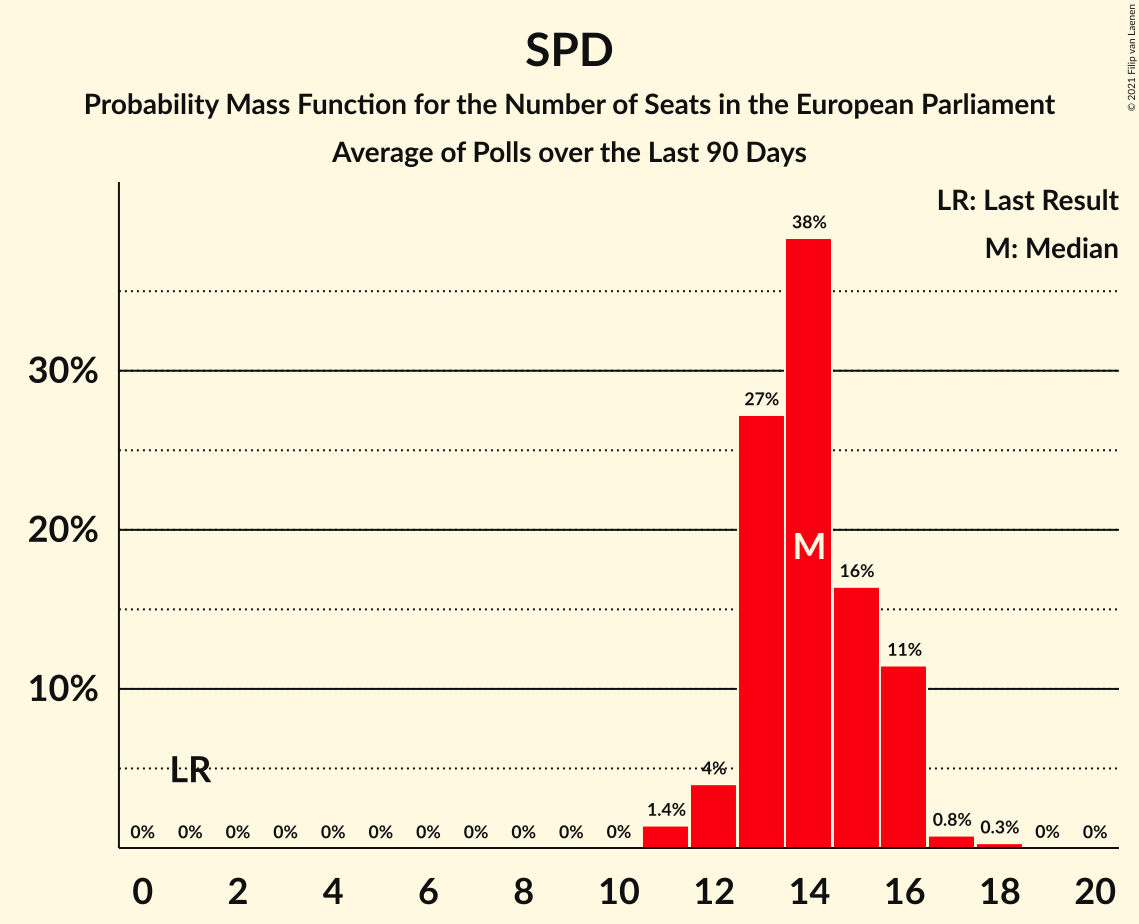 SPD
Probability Mass Function for the Number of Seats in the European Parliament
Average of Polls over the Last 90 Days
© 2021 Filip van Laenen
LR: Last Result
M: Median
38%
30%
27%
20%
M
16%
11%
10%
LR
4%
1.4%
0.8%
0.3%
0% 0% 0% 0% 0% 0% 0% 0% 0% 0% 0% 0% 0%
0 2 4 6 8 10 12 14 16 18 20